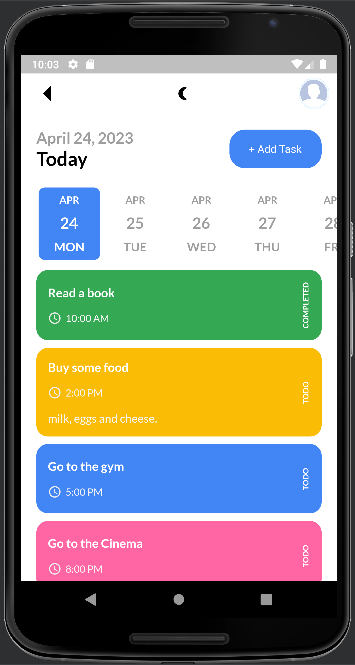 10:03
April 24, 2023
Today
+ Add Task
APR APR APR APR AP
24 25 26 27 28
MON TUE WED THU FR
Read a book
10:00 AM
COMPLETED
Buy some food
2:00 PM
milk, eggs and cheese.
TODO
Go to the gym
5:00 PM
TODO
Go to the Cinema
8:00 PM
TODO